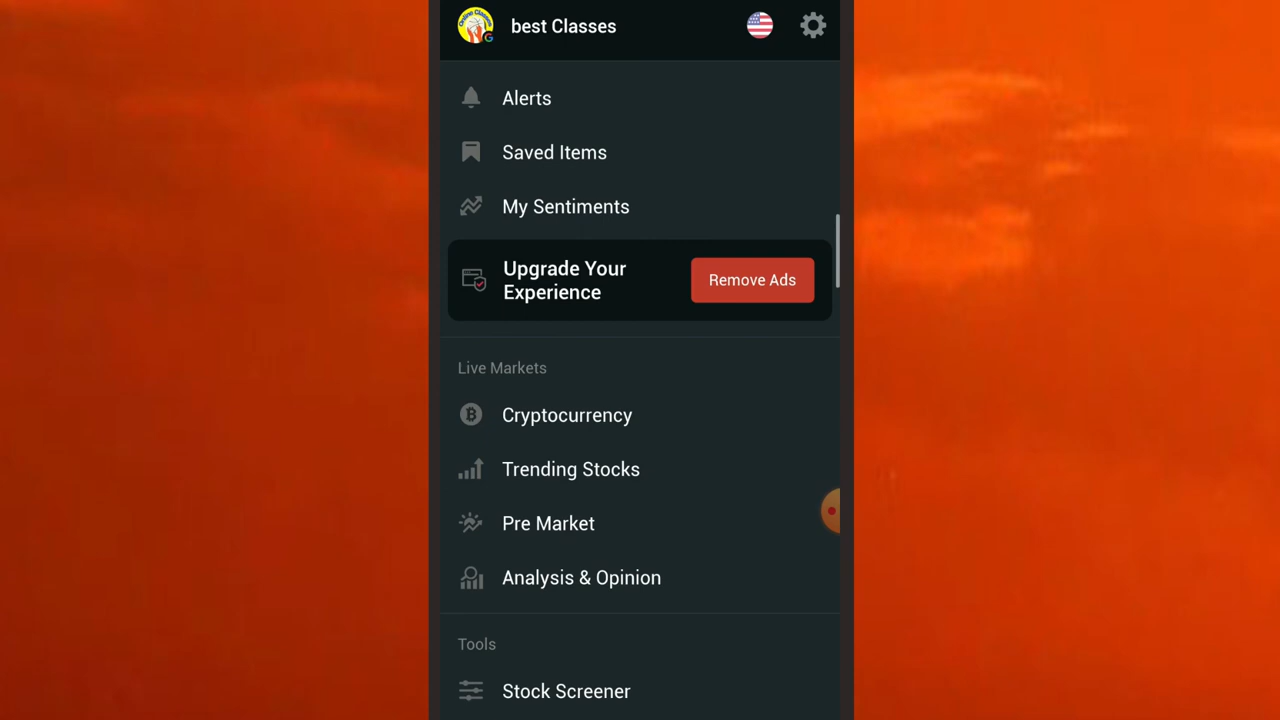 best Classes
Alerts
Saved Items
My Sentiments
Upgrade Your
Experience
Remove Ads
Live Markets
Cryptocurrency
Trending Stocks
Pre Market
Analysis & Opinion
Tools
Stock Screener